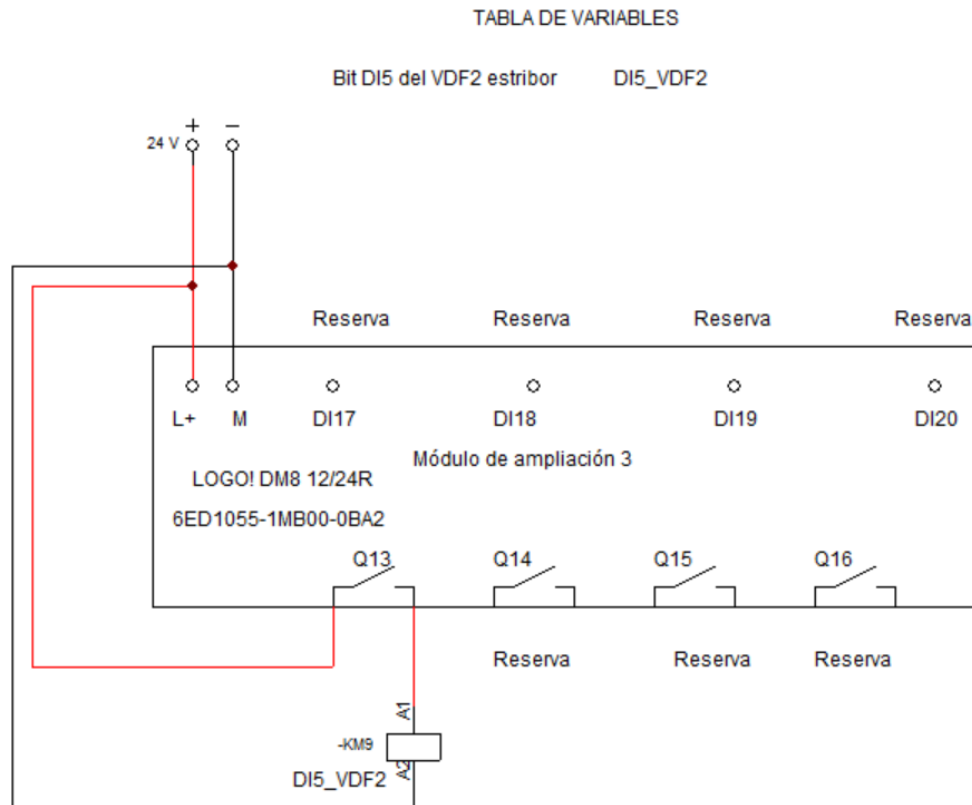 TABLA DE VARIABLES
Bit DI5 del VDF2 estribor DI5_VDF2
+ −
24 V
Reserva Reserva Reserva Reserva
L+ M DI17 DI18 DI19 DI20
Módulo de ampliación 3
LOGO! DM8 12/24R
6ED1055-1MB00-0BA2
Q13 Q14 Q15 Q16
Reserva Reserva Reserva
A1
-KM9
A2
DI5_VDF2